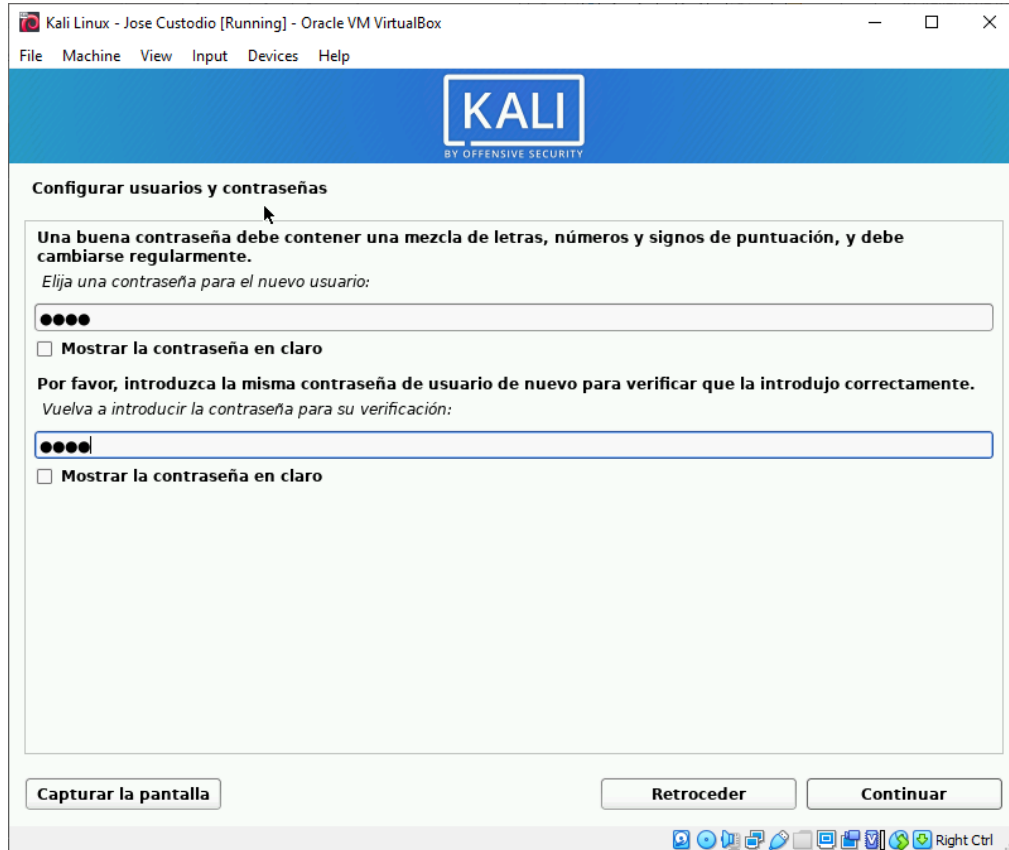 Kali Linux - Jose Custodio [Running] - Oracle VM VirtualBox
File Machine View Input Devices Help
KALI
BY OFFENSIVE SECURITY
Configurar usuarios y contraseñas
Una buena contraseña debe contener una mezcla de letras, números y signos de puntuación, y debe
cambiarse regularmente.
Elija una contraseña para el nuevo usuario:
●●●●
Mostrar la contraseña en claro
Por favor, introduzca la misma contraseña de usuario de nuevo para verificar que la introdujo correctamente.
Vuelva a introducir la contraseña para su verificación:
●●●●
Mostrar la contraseña en claro
Capturar la pantalla Retroceder Continuar
Right Ctrl